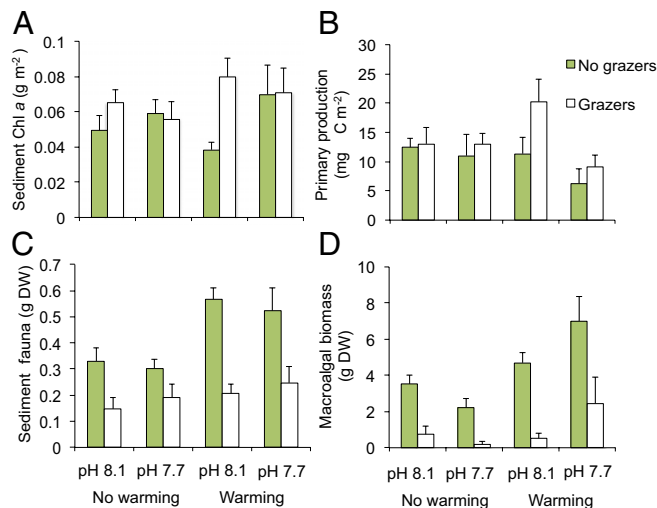 A
Sediment Chl a (g m-2)
0.1
0.08
0.06
0.04
0.02
0
B
Primary production
(mg C m-2)
30
25
20
15
10
5
0
No grazers
Grazers
C
Sediment fauna (g DW)
0.7
0.6
0.5
0.4
0.3
0.2
0.1
0
pH 8.1 pH 7.7 pH 8.1 pH 7.7
No warming Warming
D
Macroalgal biomass
(g DW)
10
8
6
4
2
0
pH 8.1 pH 7.7 pH 8.1 pH 7.7
No warming Warming